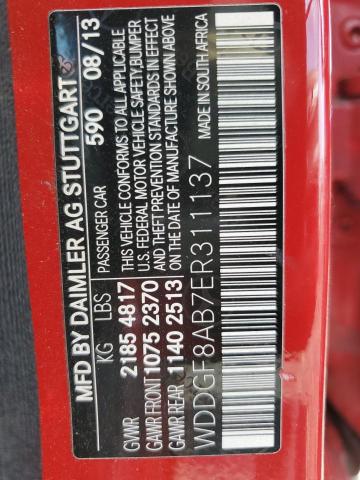 MFD BY DAIMLER AG STUTTGART
KG LBS PASSENGER CAR 590 08/13
GVWR 2185 4817
GAWR FRONT 1075 2370
GAWR REAR 1140 2513
THIS VEHICLE CONFORMS TO ALL APPLICABLE
U.S. FEDERAL MOTOR VEHICLE SAFETY, BUMPER
AND THEFT PREVENTION STANDARDS IN EFFECT
ON THE DATE OF MANUFACTURE SHOWN ABOVE
WDDGF8AB7ER311137 MADE IN SOUTH AFRICA